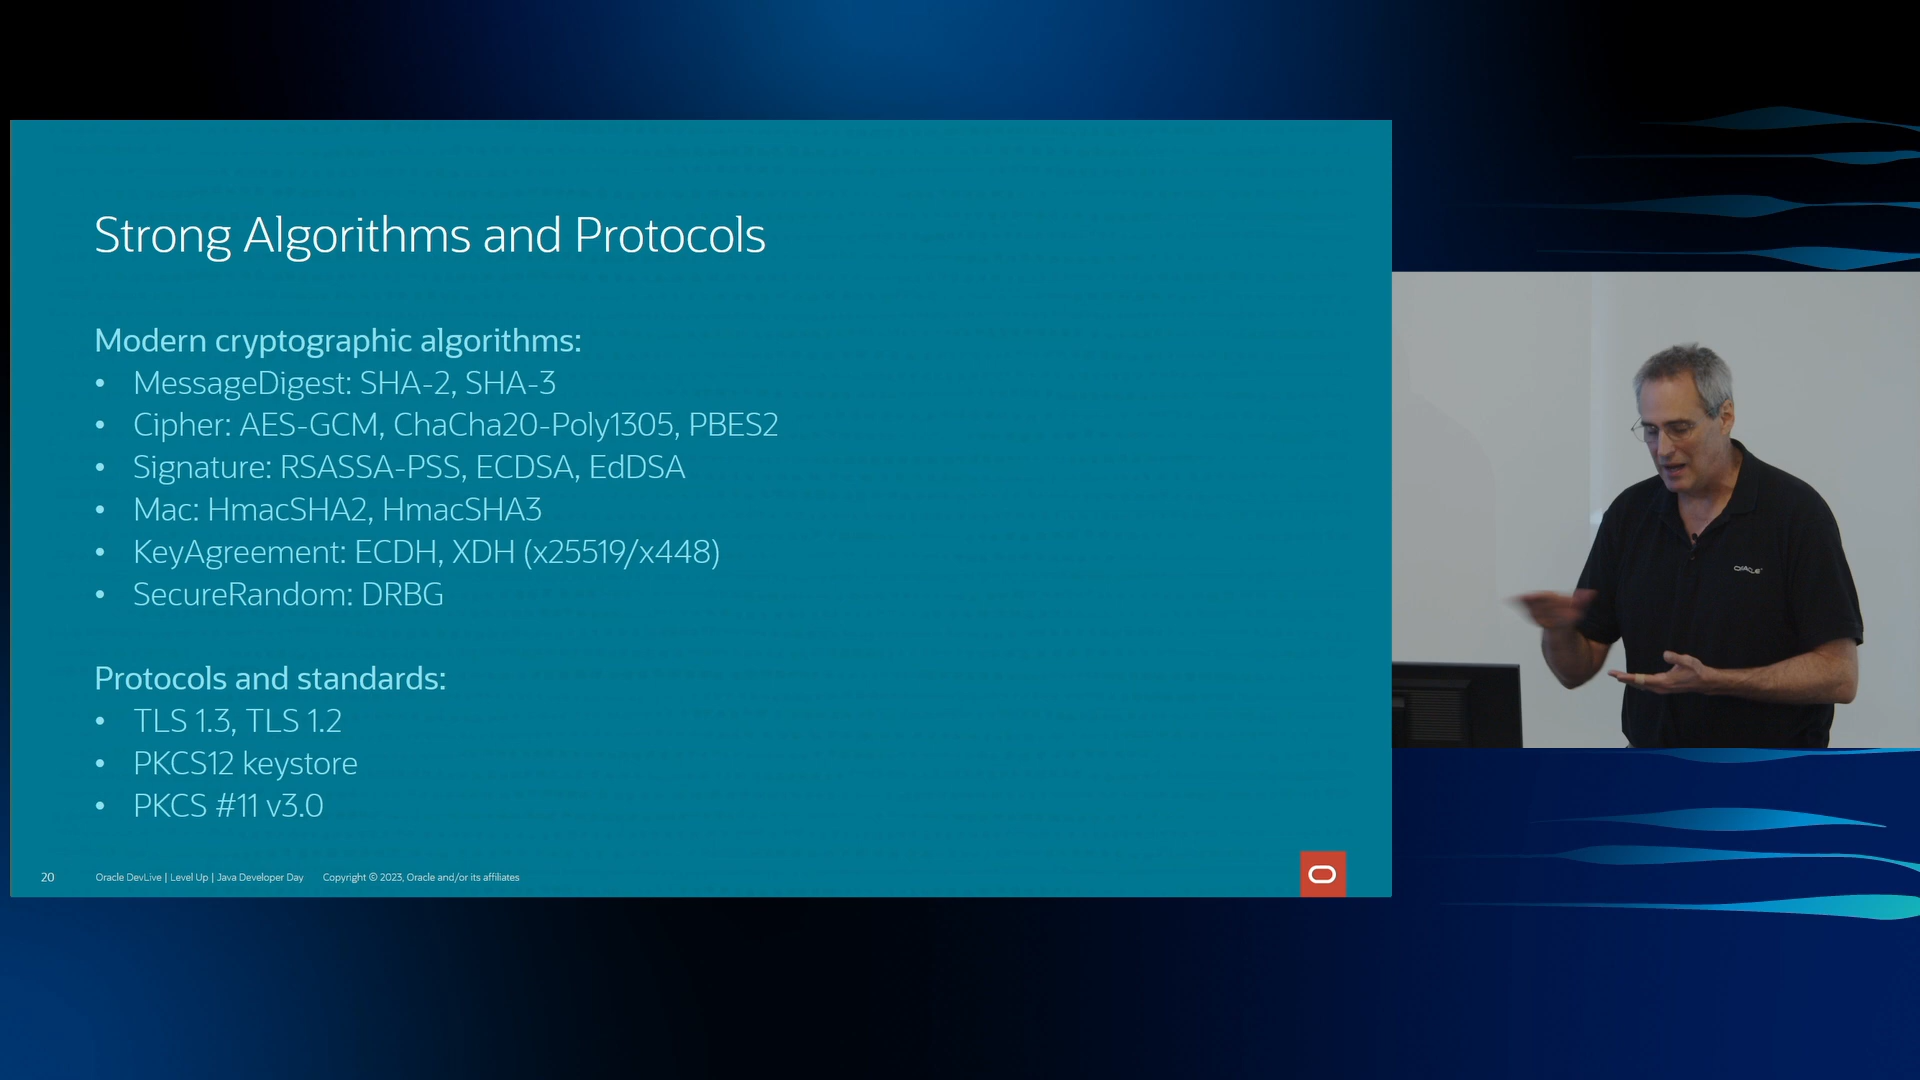 Strong Algorithms and Protocols
Modern cryptographic algorithms:
• MessageDigest: SHA-2, SHA-3
• Cipher: AES-GCM, ChaCha20-Poly1305, PBES2
• Signature: RSASSA-PSS, ECDSA, EdDSA
• Mac: HmacSHA2, HmacSHA3
• KeyAgreement: ECDH, XDH (x25519/x448)
• SecureRandom: DRBG
Protocols and standards:
• TLS 1.3, TLS 1.2
• PKCS12 keystore
• PKCS #11 v3.0
20 Oracle DevLive | Level Up | Java Developer Day Copyright © 2023, Oracle and/or its affiliates
ORACLE